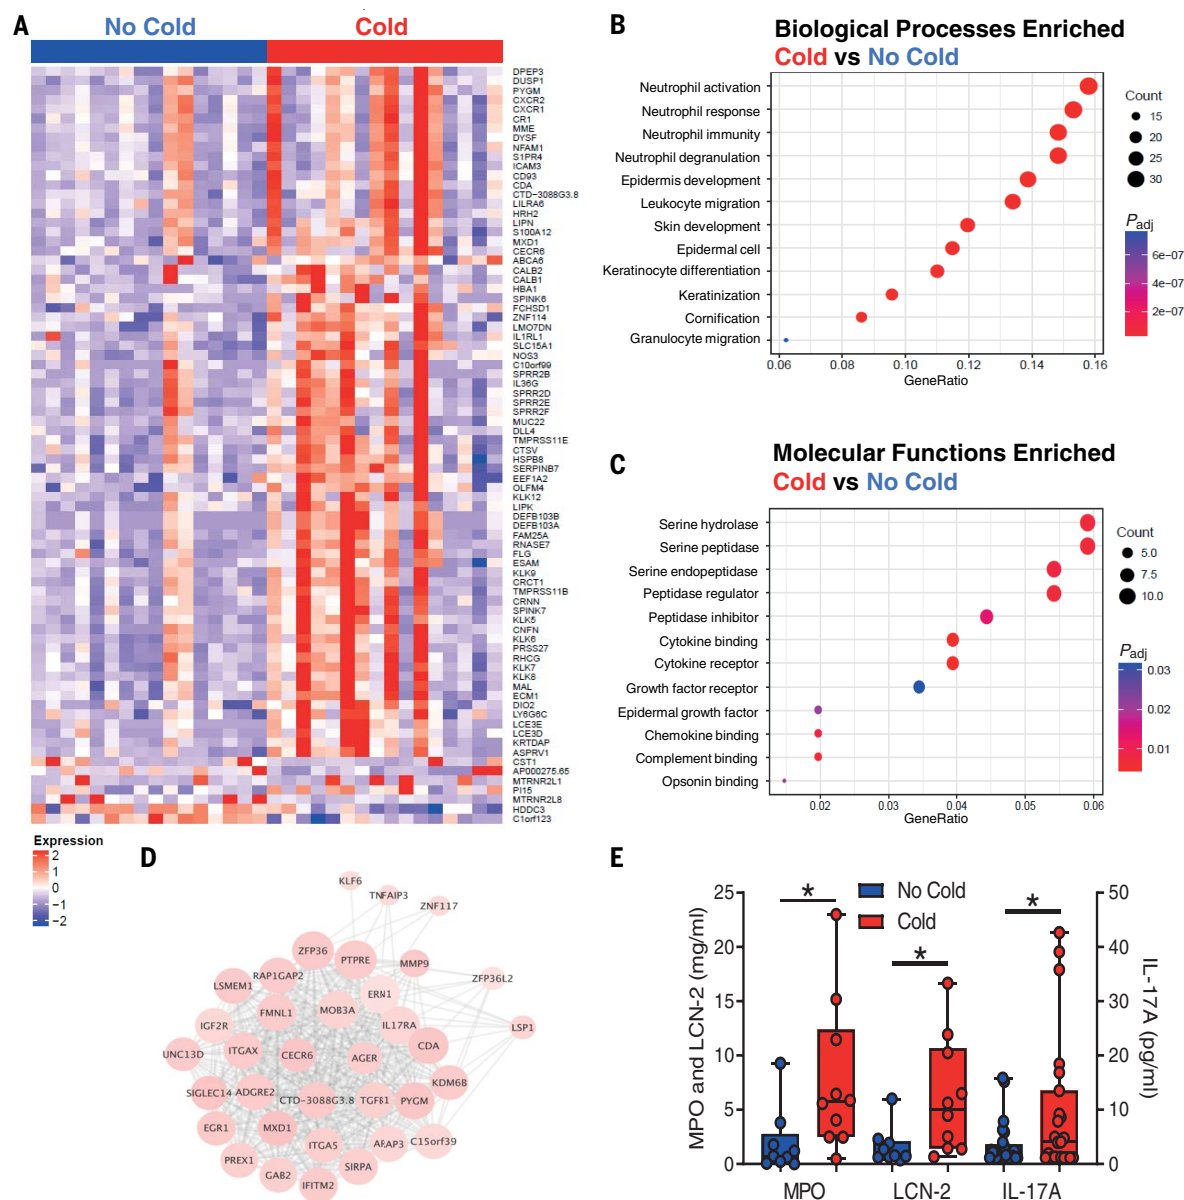 A
No Cold
Cold
DPEP3
DUSP1
PYGM
CXCR2
CXCR1
CR1
MME
DYSF
NFAM1
S1PR4
ICAM3
CD93
CDA
CTD-3088G3.8
LILRA6
HRH2
LIPN
S100A12
MXD1
CECR6
ABCA6
CALB2
CALB1
HBA1
SPINK6
FCHSD1
ZNF114
LMO7DN
IL1RL1
SLC15A1
NOS3
C10orf99
SPRR2B
IL36G
SPRR2D
SPRR2E
SPRR2F
MUC22
DLL4
TMPRSS11E
CTSV
HSPB8
SERPINB7
EEF1A2
OLFM4
KLK12
LIPK
DEFB103B
DEFB103A
FAM25A
RNASE7
FLG
ESAM
KLK9
CRCT1
TMPRSS11B
CRNN
SPINK7
KLK5
CNFN
KLK6
PRSS27
RHCG
KLK7
KLK8
MAL
ECM1
DIO2
LY6G6C
LCE3E
LCE3D
KRTDAP
ASPRV1
CST1
AP000275.65
MTRNR2L1
PI15
MTRNR2L8
HDDC3
C1orf123
Expression
2
1
0
−1
−2
B
Biological Processes Enriched
Cold vs No Cold
Neutrophil activation
Neutrophil response
Neutrophil immunity
Neutrophil degranulation
Epidermis development
Leukocyte migration
Skin development
Epidermal cell
Keratinocyte differentiation
Keratinization
Cornification
Granulocyte migration
0.06 0.08 0.10 0.12 0.14 0.16
GeneRatio
Count
15
20
25
30
Padj
6e−07
4e−07
2e−07
C
Molecular Functions Enriched
Cold vs No Cold
Serine hydrolase
Serine peptidase
Serine endopeptidase
Peptidase regulator
Peptidase inhibitor
Cytokine binding
Cytokine receptor
Growth factor receptor
Epidermal growth factor
Chemokine binding
Complement binding
Opsonin binding
0.02 0.03 0.04 0.05 0.06
GeneRatio
Count
5.0
7.5
10.0
Padj
0.03
0.02
0.01
D
KLF6
TNFAIP3
ZNF117
ZFP36
PTPRE
MMP9
RAP1GAP2
ZFP36L2
LSMEM1
ERN1
FMNL1
MOB3A
IGF2R
IL17RA
LSP1
UNC13D
ITGAX
CECR6
AGER
CDA
KDM6B
SIGLEC14
ADGRE2
CTD-3088G3.8
PYGM
EGR1
MXD1
ITGA5
C15orf39
PREX1
SIRPA
GAB2
IFITM2
E
No Cold
Cold
MPO and LCN-2 (mg/ml)
25
20
15
10
5
0
*
*
*
50
40
30
20
10
0
IL-17A (pg/ml)
MPO LCN-2 IL-17A